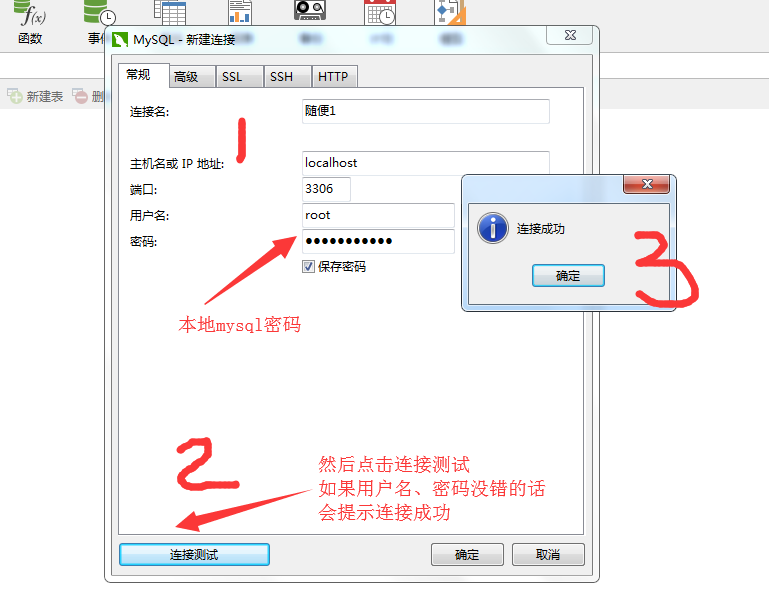 f(x)
函数
事件
MySQL - 新建连接
新建表
删
常规
高级
SSL
SSH
HTTP
连接名:
随便1
1
主机名或 IP 地址:
localhost
端口:
3306
用户名:
root
密码:
●●●●●●●●●●●
保存密码
连接成功
确定
3
本地mysql密码
2
然后点击连接测试
如果用户名、密码没错的话
会提示连接成功
连接测试
确定
取消